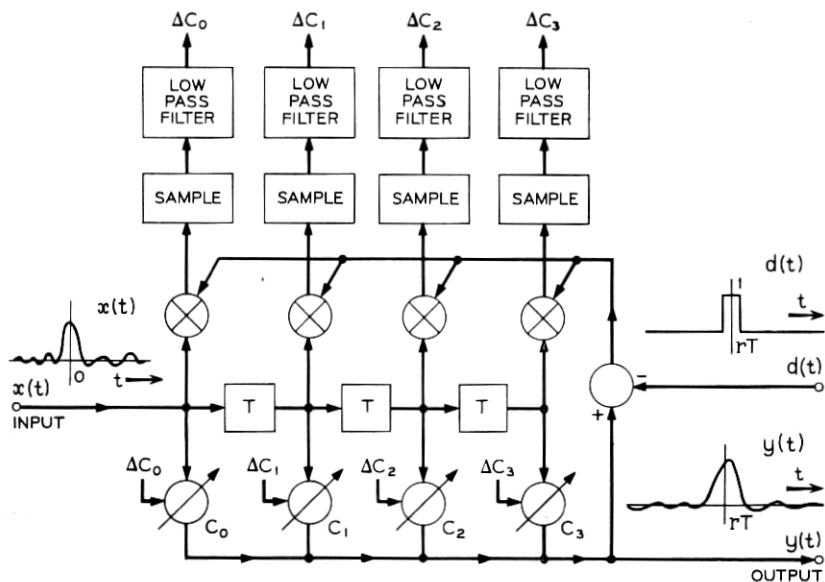 ΔC₀ ΔC₁ ΔC₂ ΔC₃
LOW PASS FILTER
LOW PASS FILTER
LOW PASS FILTER
LOW PASS FILTER
SAMPLE SAMPLE SAMPLE SAMPLE
x(t)
0
t
x(t)
INPUT
T T T
d(t)
1
t
rT
d(t)
−
+
ΔC₀ ΔC₁ ΔC₂ ΔC₃
C₀ C₁ C₂ C₃
y(t)
t
rT
y(t)
OUTPUT